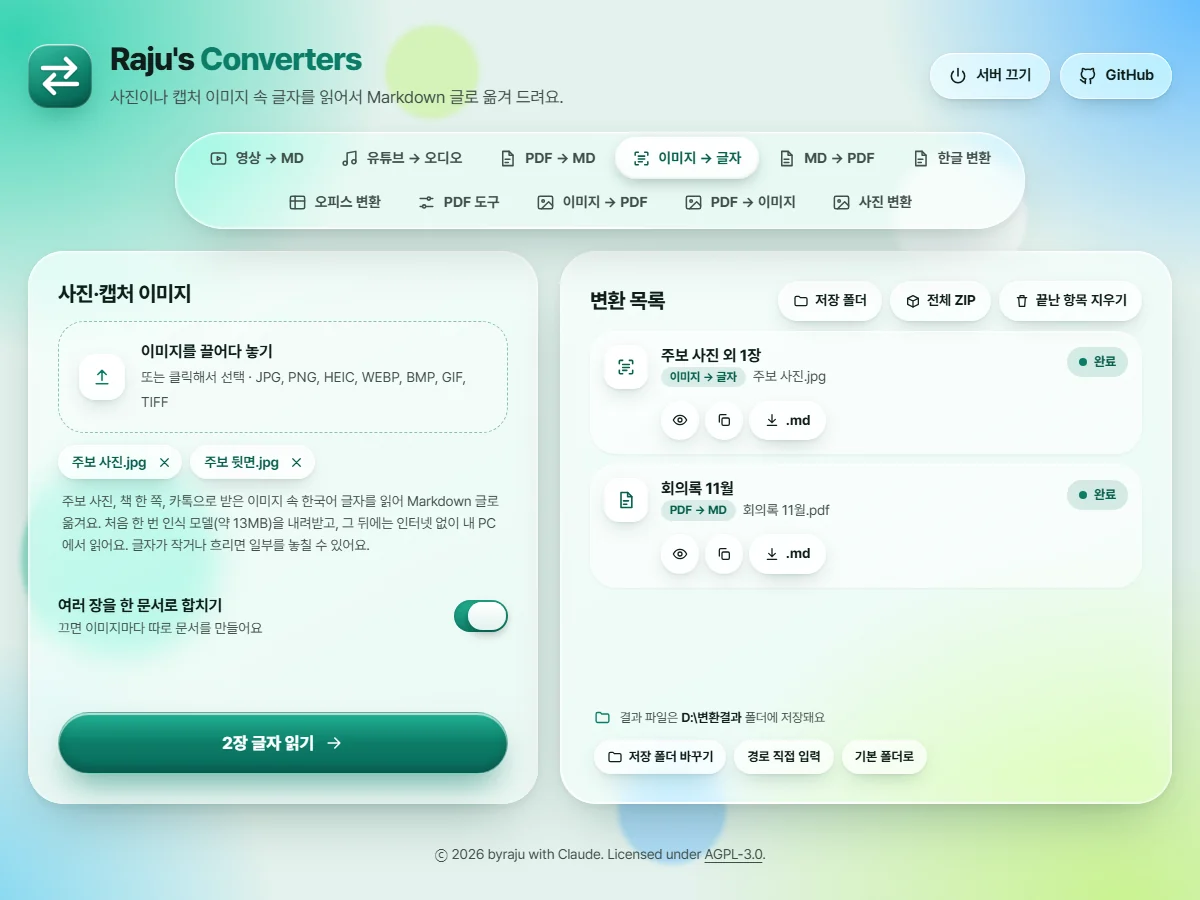 Raju's Converters
사진이나 캡처 이미지 속 글자를 읽어서 Markdown 글로 옮겨 드려요.
서버 끄기
GitHub
영상 → MD
유튜브 → 오디오
PDF → MD
이미지 → 글자
MD → PDF
한글 변환
오피스 변환
PDF 도구
이미지 → PDF
PDF → 이미지
사진 변환
사진·캡처 이미지
이미지를 끌어다 놓기
또는 클릭해서 선택 · JPG, PNG, HEIC, WEBP, BMP, GIF,
TIFF
주보 사진.jpg ×
주보 뒷면.jpg ×
주보 사진, 책 한 쪽, 카톡으로 받은 이미지 속 한국어 글자를 읽어 Markdown 글로
옮겨요. 처음 한 번 인식 모델(약 13MB)을 내려받고, 그 뒤에는 인터넷 없이 내 PC
에서 읽어요. 글자가 작거나 흐리면 일부를 놓칠 수 있어요.
여러 장을 한 문서로 합치기
끄면 이미지마다 따로 문서를 만들어요
2장 글자 읽기 →
변환 목록
저장 폴더
전체 ZIP
끝난 항목 지우기
주보 사진 외 1장
이미지 → 글자 주보 사진.jpg
완료
.md
회의록 11월
PDF → MD 회의록 11월.pdf
완료
.md
결과 파일은 D:\변환결과 폴더에 저장돼요
저장 폴더 바꾸기
경로 직접 입력
기본 폴더로
© 2026 byraju with Claude. Licensed under AGPL-3.0.